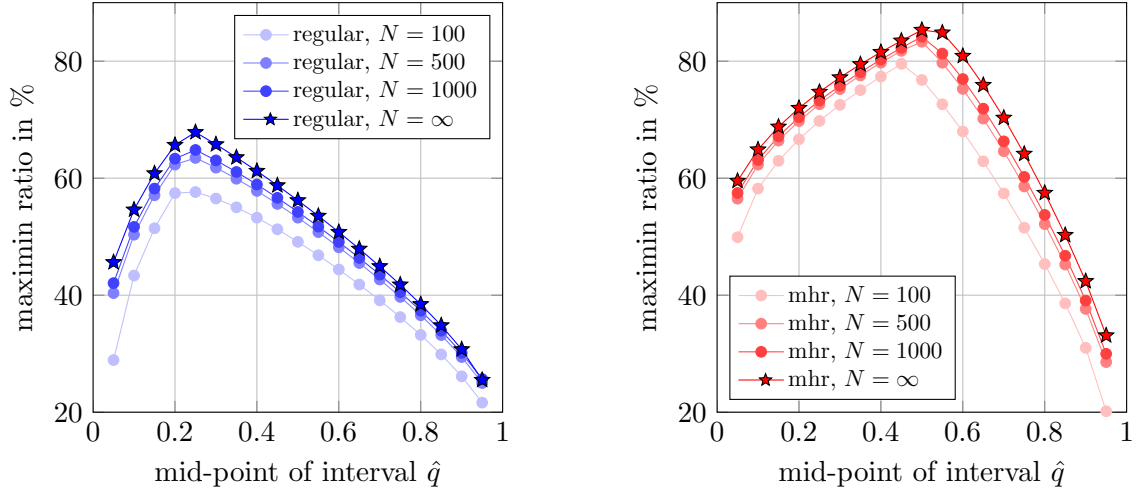 maximin ratio in %
80
60
40
20
0
0.2
0.4
0.6
0.8
1
mid-point of interval q̂
regular, N = 100
regular, N = 500
regular, N = 1000
regular, N = ∞
maximin ratio in %
80
60
40
20
0
0.2
0.4
0.6
0.8
1
mid-point of interval q̂
mhr, N = 100
mhr, N = 500
mhr, N = 1000
mhr, N = ∞